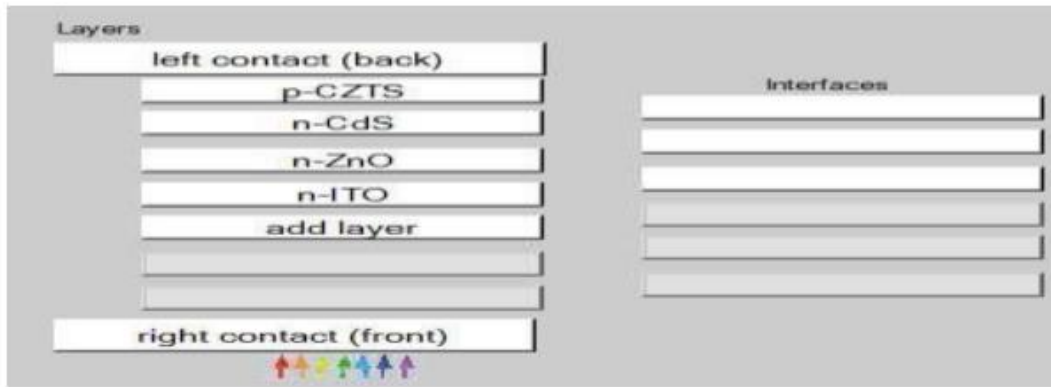 Layers
left contact (back)
p-CZTS
Interfaces
n-CdS
n-ZnO
n-ITO
add layer
right contact (front)